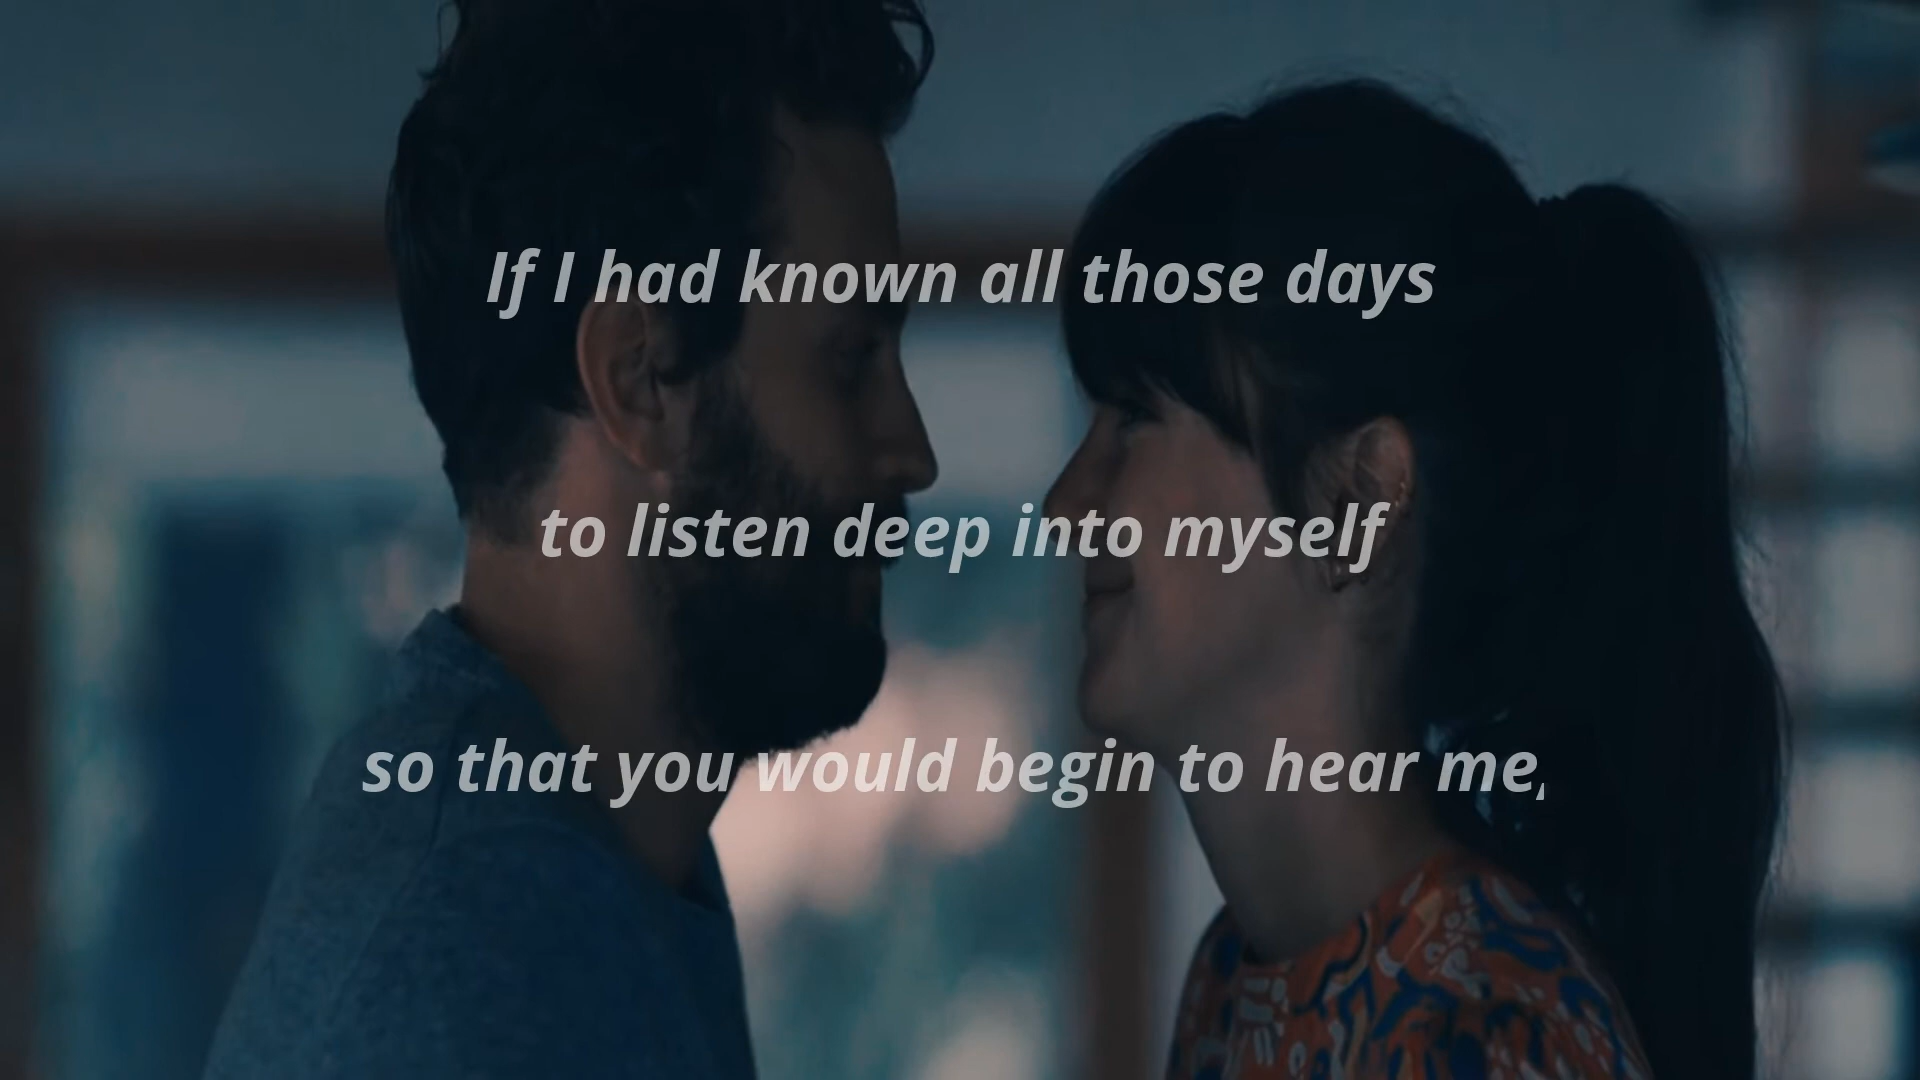 If I had known all those days
to listen deep into myself
so that you would begin to hear me,